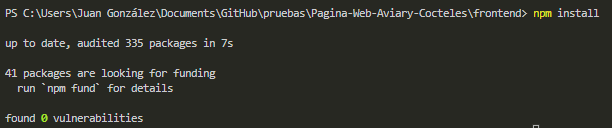 PS C:\Users\Juan González\Documents\GitHub\pruebas\Pagina-Web-Aviary-Cocteles\frontend> npm install
up to date, audited 335 packages in 7s
41 packages are looking for funding
  run `npm fund` for details
found 0 vulnerabilities